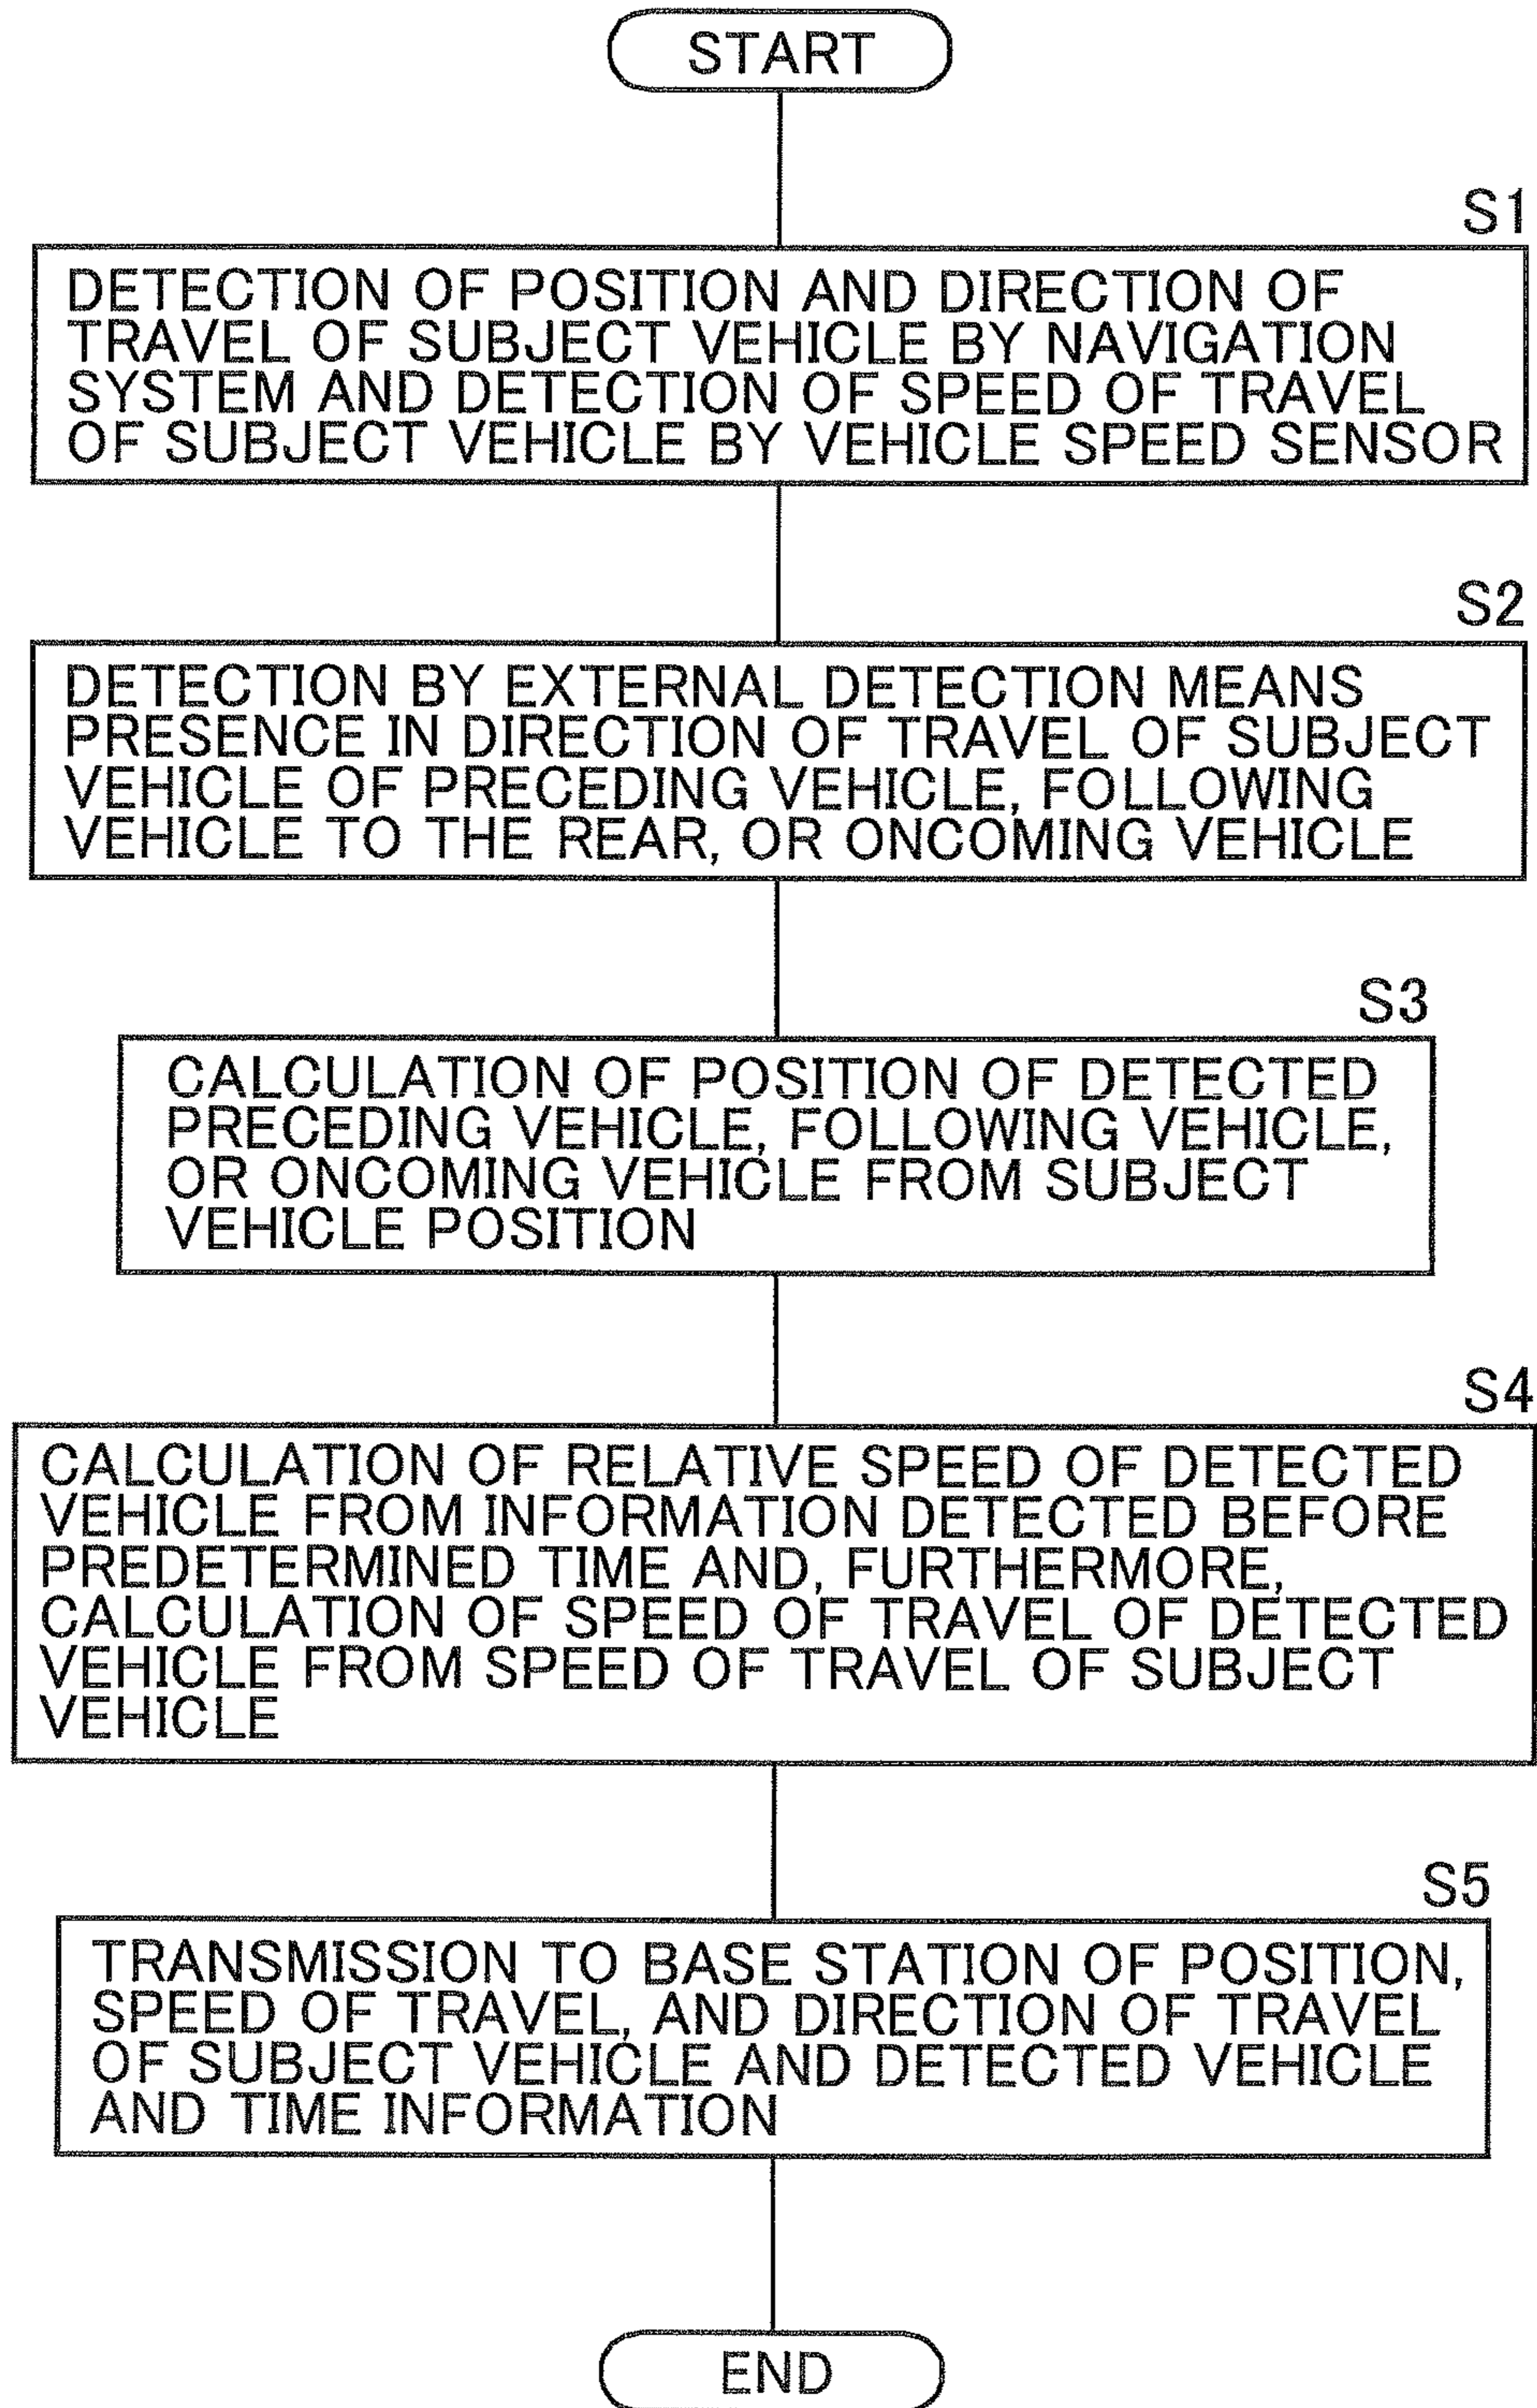 START
S1
DETECTION OF POSITION AND DIRECTION OF
TRAVEL OF SUBJECT VEHICLE BY NAVIGATION
SYSTEM AND DETECTION OF SPEED OF TRAVEL
OF SUBJECT VEHICLE BY VEHICLE SPEED SENSOR
S2
DETECTION BY EXTERNAL DETECTION MEANS
PRESENCE IN DIRECTION OF TRAVEL OF SUBJECT
VEHICLE OF PRECEDING VEHICLE, FOLLOWING
VEHICLE TO THE REAR, OR ONCOMING VEHICLE
S3
CALCULATION OF POSITION OF DETECTED
PRECEDING VEHICLE, FOLLOWING VEHICLE,
OR ONCOMING VEHICLE FROM SUBJECT
VEHICLE POSITION
S4
CALCULATION OF RELATIVE SPEED OF DETECTED
VEHICLE FROM INFORMATION DETECTED BEFORE
PREDETERMINED TIME AND, FURTHERMORE,
CALCULATION OF SPEED OF TRAVEL OF DETECTED
VEHICLE FROM SPEED OF TRAVEL OF SUBJECT
VEHICLE
S5
TRANSMISSION TO BASE STATION OF POSITION,
SPEED OF TRAVEL, AND DIRECTION OF TRAVEL
OF SUBJECT VEHICLE AND DETECTED VEHICLE
AND TIME INFORMATION
END